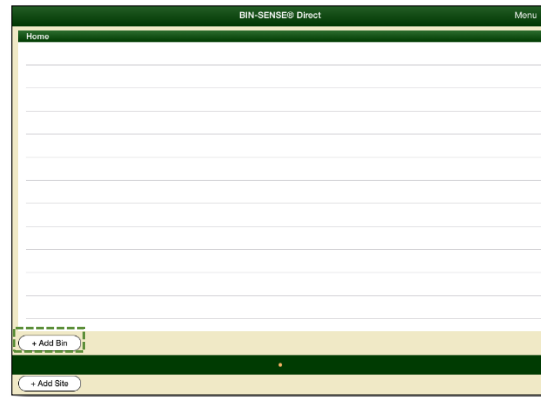 BIN-SENSE® Direct Menu
Home
+ Add Bin
+ Add Site